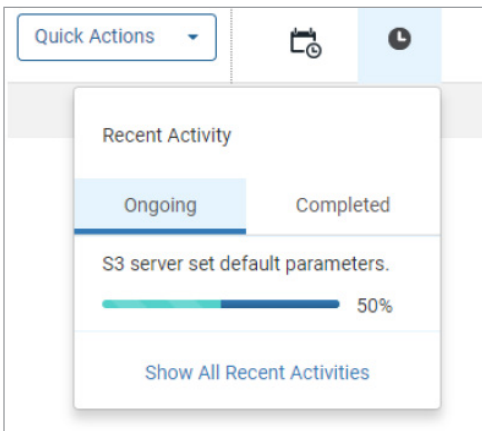 Quick Actions
Recent Activity
Ongoing
Completed
S3 server set default parameters.
50%
Show All Recent Activities